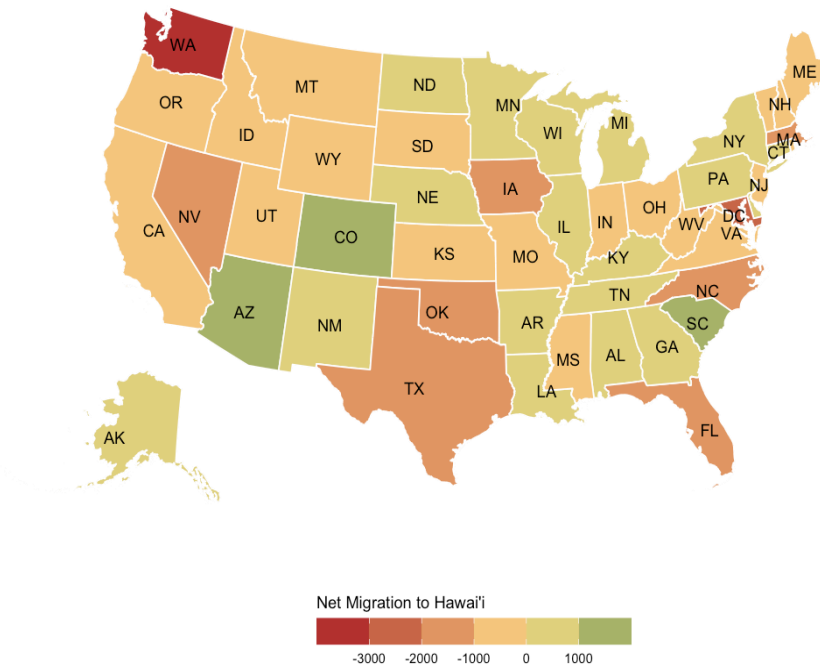 WA
MT
ND
MN
ME
OR
ID
SD
WI
MI
NH
NY
MA
CT
WY
IA
PA
NJ
NE
NV
UT
CO
CA
IL
IN
OH
WV
DC
VA
KS
MO
KY
AZ
NM
OK
AR
TN
NC
SC
TX
LA
MS
AL
GA
FL
AK
Net Migration to Hawai'i
-3000 -2000 -1000 0 1000